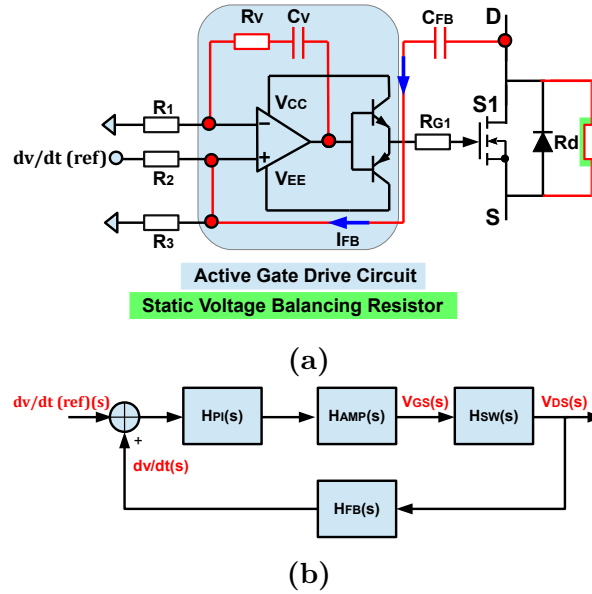 RV CV CFB D
R1 VCC S1
RG1 Rd
dv/dt (ref)
R2 VEE
R3 IFB S
Active Gate Drive Circuit
Static Voltage Balancing Resistor
(a)
dv/dt (ref)(s) VGS(s) VDS(s)
HPI(s) HAMP(s) HSW(s)
+
dv/dt(s)
HFB(s)
(b)